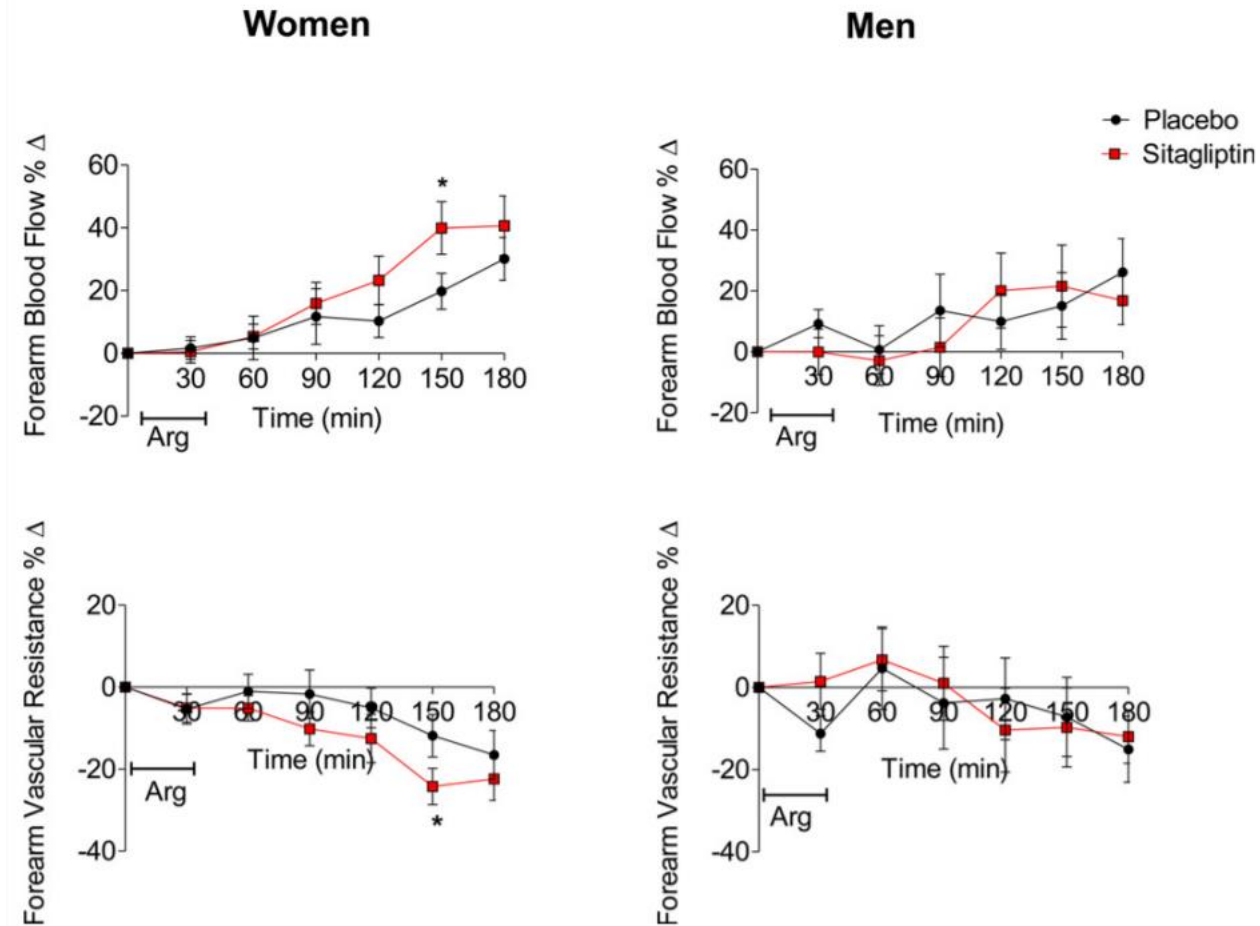 Women
Men
Placebo
Sitagliptin
Forearm Blood Flow % Δ
60
40
20
0
-20
*
30 60 90 120 150 180
Time (min)
Arg
Forearm Blood Flow % Δ
60
40
20
0
-20
30 60 90 120 150 180
Time (min)
Arg
Forearm Vascular Resistance % Δ
20
0
-20
-40
30 60 90 120 150 180
Time (min)
Arg
*
Forearm Vascular Resistance % Δ
20
0
-20
-40
30 60 90 120 150 180
Time (min)
Arg